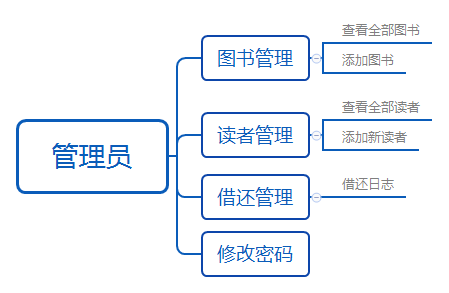 管理员
图书管理
查看全部图书
添加图书
读者管理
查看全部读者
添加新读者
借还管理
借还日志
修改密码